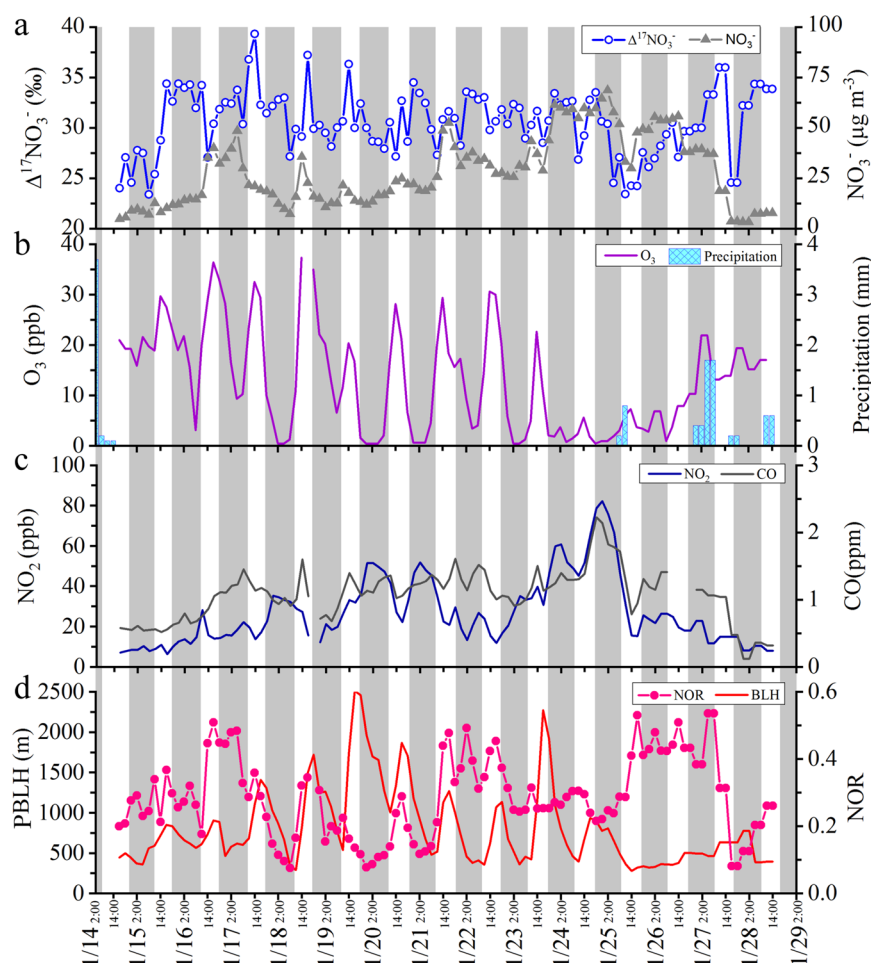 a
40
35
30
25
20
Δ¹⁷NO₃⁻ (‰)
Δ¹⁷NO₃⁻
NO₃⁻
100
75
50
25
0
NO₃⁻ (μg m⁻³)
b
40
30
20
10
0
O₃ (ppb)
O₃
Precipitation
4
3
2
1
0
Precipitation (mm)
c
100
80
60
40
20
0
NO₂ (ppb)
NO₂
CO
3
2
1
0
CO(ppm)
d
2500
2000
1500
1000
500
0
PBLH (m)
NOR
BLH
0.6
0.4
0.2
0.0
NOR
2:00 14:00 2:00 14:00 2:00 14:00 2:00 14:00 2:00 14:00 2:00 14:00 2:00 14:00 2:00 14:00 2:00 14:00 2:00 14:00 2:00 14:00 2:00 14:00 2:00 14:00 2:00 14:00 2:00 14:00 2:00
1/14 1/15 1/16 1/17 1/18 1/19 1/20 1/21 1/22 1/23 1/24 1/25 1/26 1/27 1/28 1/29